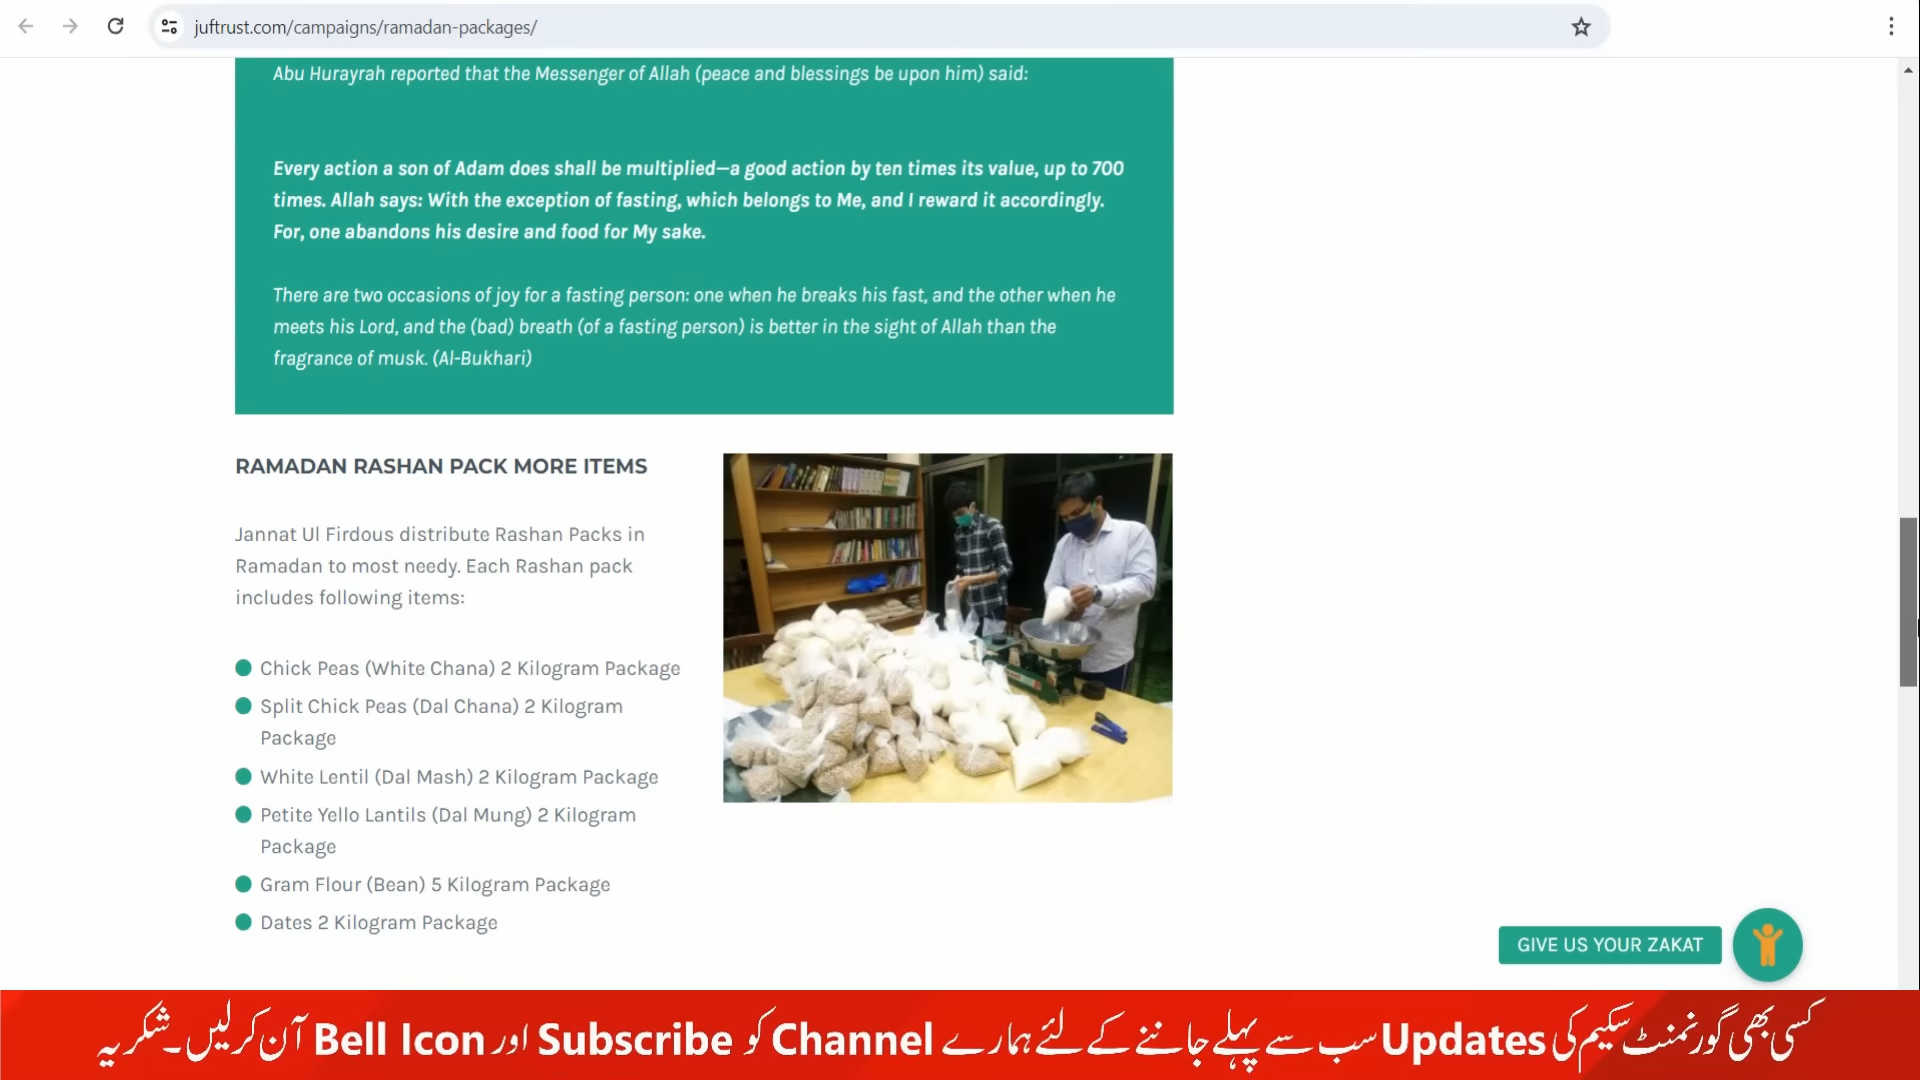 juftrust.com/campaigns/ramadan-packages/
Abu Hurayrah reported that the Messenger of Allah (peace and blessings be upon him) said:
Every action a son of Adam does shall be multiplied—a good action by ten times its value, up to 700
times. Allah says: With the exception of fasting, which belongs to Me, and I reward it accordingly.
For, one abandons his desire and food for My sake.
There are two occasions of joy for a fasting person: one when he breaks his fast, and the other when he
meets his Lord, and the (bad) breath (of a fasting person) is better in the sight of Allah than the
fragrance of musk. (Al-Bukhari)
RAMADAN RASHAN PACK MORE ITEMS
Jannat Ul Firdous distribute Rashan Packs in
Ramadan to most needy. Each Rashan pack
includes following items:
Chick Peas (White Chana) 2 Kilogram Package
Split Chick Peas (Dal Chana) 2 Kilogram
Package
White Lentil (Dal Mash) 2 Kilogram Package
Petite Yello Lantils (Dal Mung) 2 Kilogram
Package
Gram Flour (Bean) 5 Kilogram Package
Dates 2 Kilogram Package
GIVE US YOUR ZAKAT
کسی بھی گورنمنٹ سکیم کی Updates سب سے پہلے جاننے کے لئے ہمارے Channel کو Subscribe اور Bell Icon آن کرلیں۔شکریہ